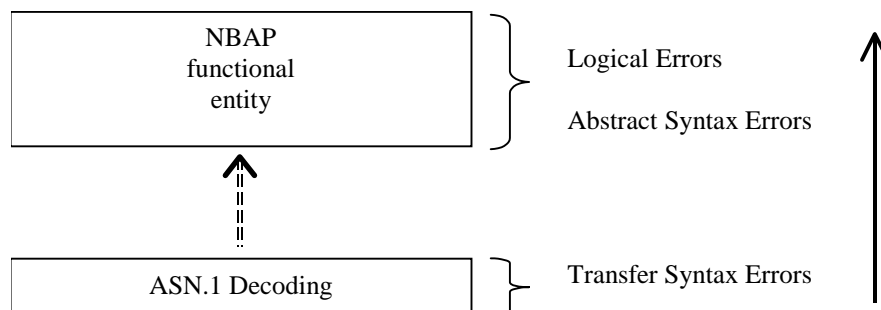 NBAP
functional
entity
Logical Errors
Abstract Syntax Errors
ASN.1 Decoding
Transfer Syntax Errors